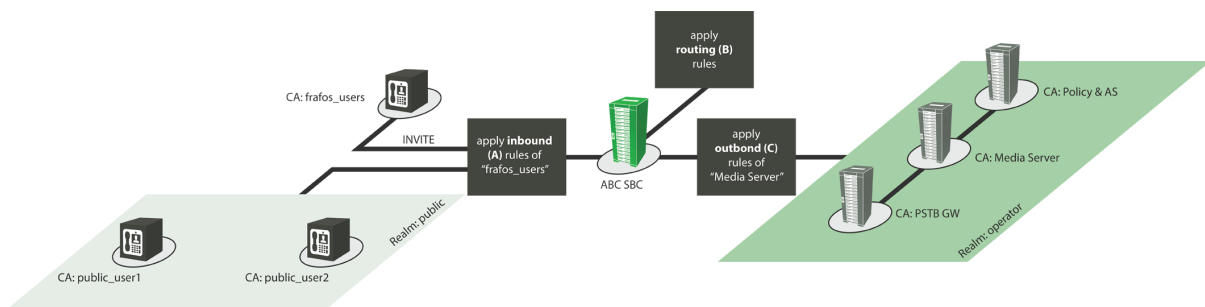 apply
routing (B)
rules
CA: frafos_users
INVITE
apply inbound
(A) rules of
"frafos_users"
ABC SBC
apply
outbond (C)
rules of
"Media Server"
CA: Policy & AS
CA: Media Server
CA: PSTB GW
Realm: operator
Realm: public
CA: public_user1
CA: public_user2